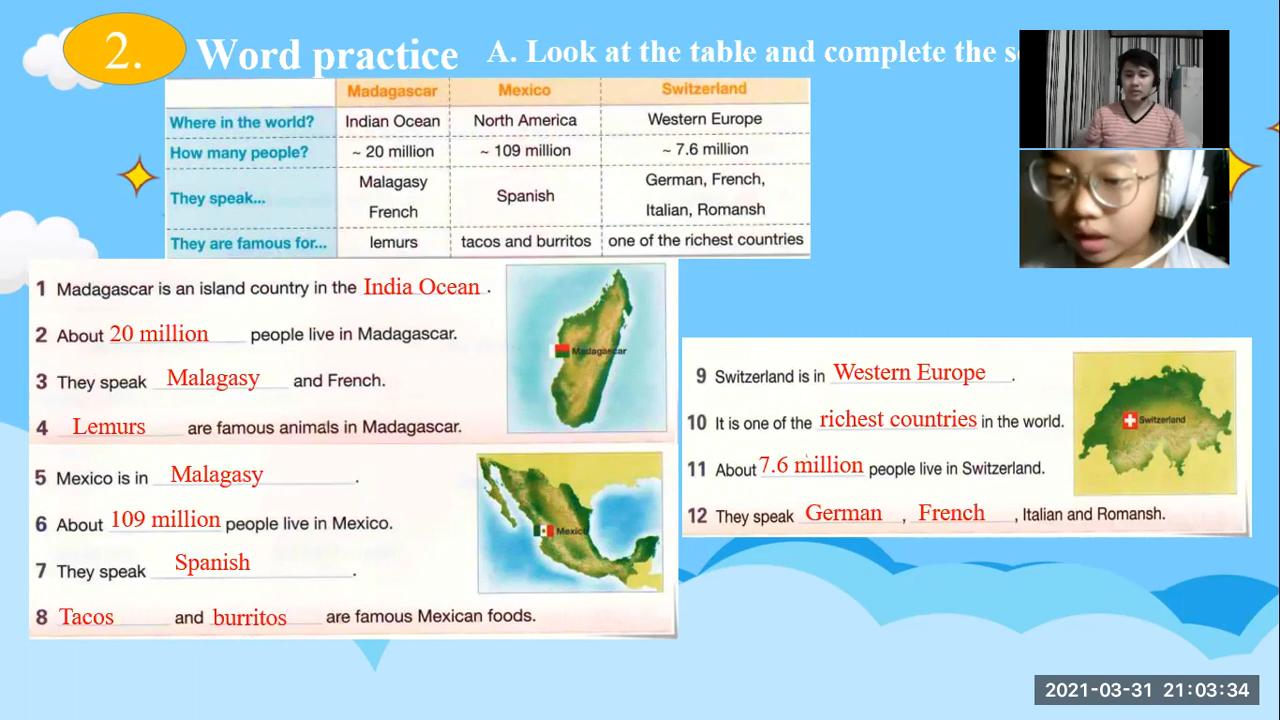 2.
Word practice
A. Look at the table and complete the s
Madagascar Mexico Switzerland
Where in the world? Indian Ocean North America Western Europe
How many people? ~ 20 million ~ 109 million ~ 7.6 million
They speak... Malagasy French Spanish German, French, Italian, Romansh
They are famous for... lemurs tacos and burritos one of the richest countries
1 Madagascar is an island country in the India Ocean .
2 About 20 million people live in Madagascar.
3 They speak Malagasy and French.
4 Lemurs are famous animals in Madagascar.
Madagascar
5 Mexico is in Malagasy .
6 About 109 million people live in Mexico.
7 They speak Spanish .
8 Tacos and burritos are famous Mexican foods.
Mexico
9 Switzerland is in Western Europe .
10 It is one of the richest countries in the world.
11 About 7.6 million people live in Switzerland.
12 They speak German , French , Italian and Romansh.
Switzerland
2021-03-31 21:03:34